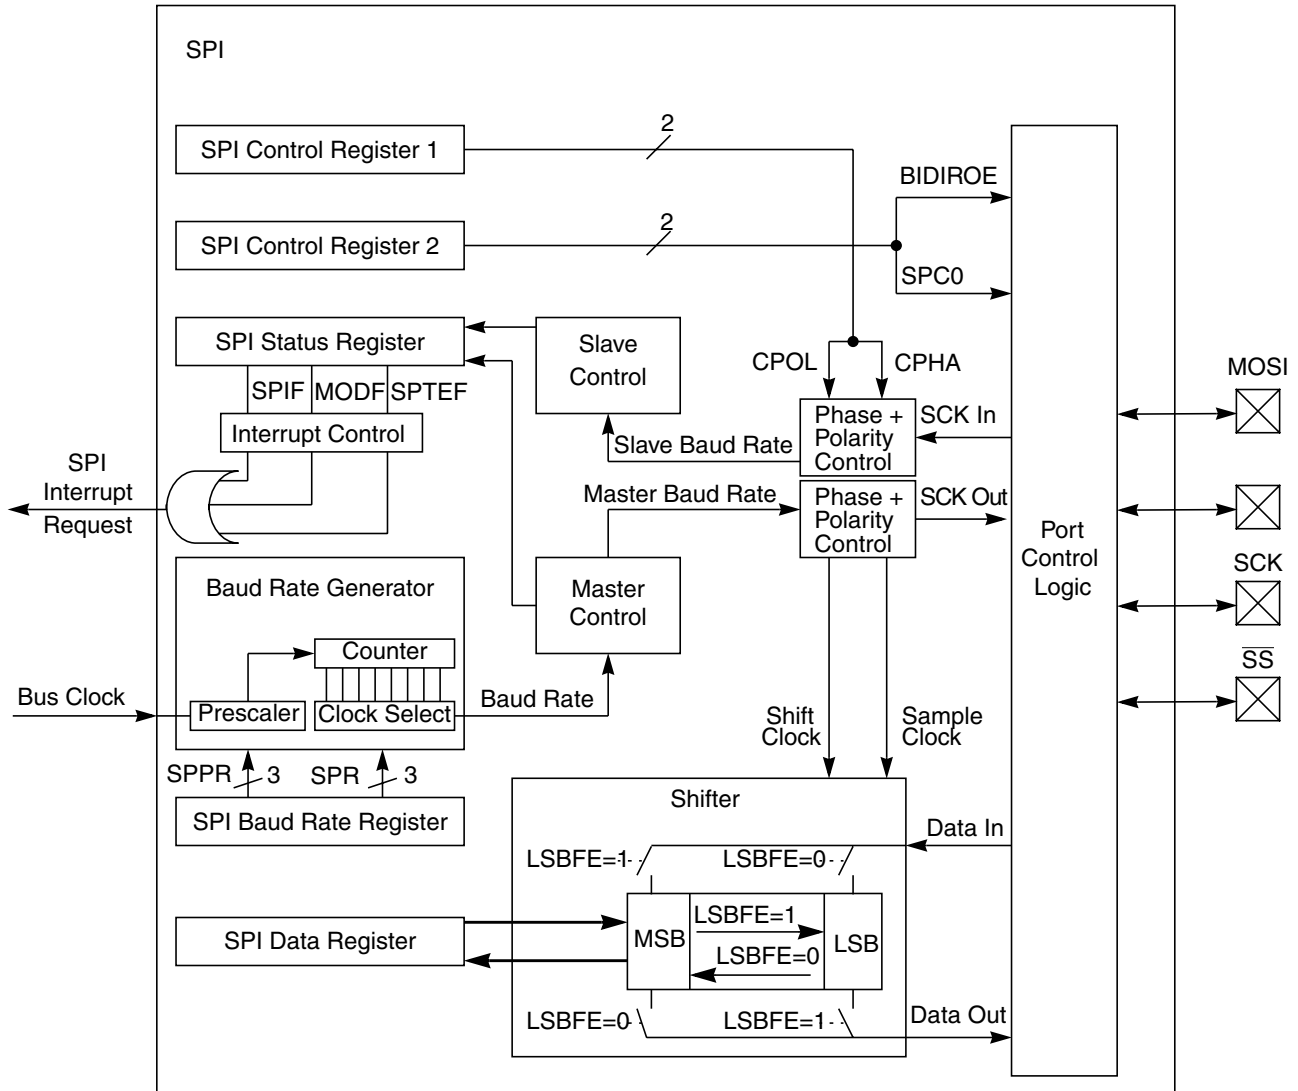 SPI
SPI Control Register 1
2
BIDIROE
SPI Control Register 2
2
SPC0
SPI Status Register
Slave
Control
CPOL
CPHA
MOSI
SPIF
MODF
SPTEF
Interrupt Control
Phase +
Polarity
Control
SCK In
Slave Baud Rate
SPI
Interrupt
Request
Master Baud Rate
Phase +
Polarity
Control
SCK Out
Port
Control
Logic
SCK
Baud Rate Generator
Master
Control
Counter
SS
Bus Clock
Prescaler
Clock Select
Baud Rate
Shift
Clock
Sample
Clock
SPPR
3
SPR
3
SPI Baud Rate Register
Shifter
Data In
LSBFE=1
LSBFE=0
SPI Data Register
MSB
LSBFE=1
LSBFE=0
LSB
LSBFE=0
LSBFE=1
Data Out